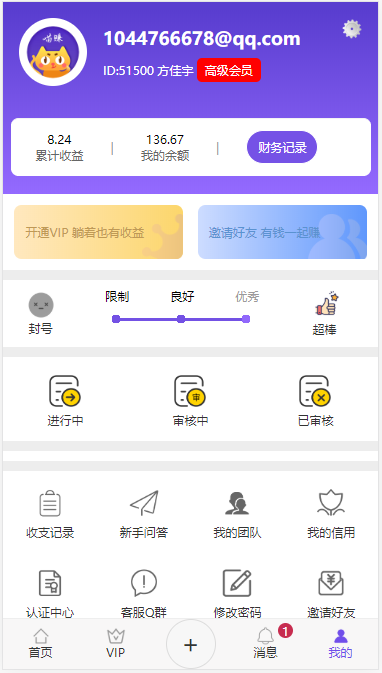 喵赚
1044766678@qq.com
ID:51500 方佳宇 高级会员
8.24
累计收益
136.67
我的余额
财务记录
开通VIP 躺着也有收益
邀请好友 有钱一起赚
封号
限制
良好
优秀
超棒
进行中
审
审核中
已审核
收支记录
新手问答
我的团队
我的信用
认证中心
客服Q群
修改密码
邀请好友
首页
VIP
消息
1
我的